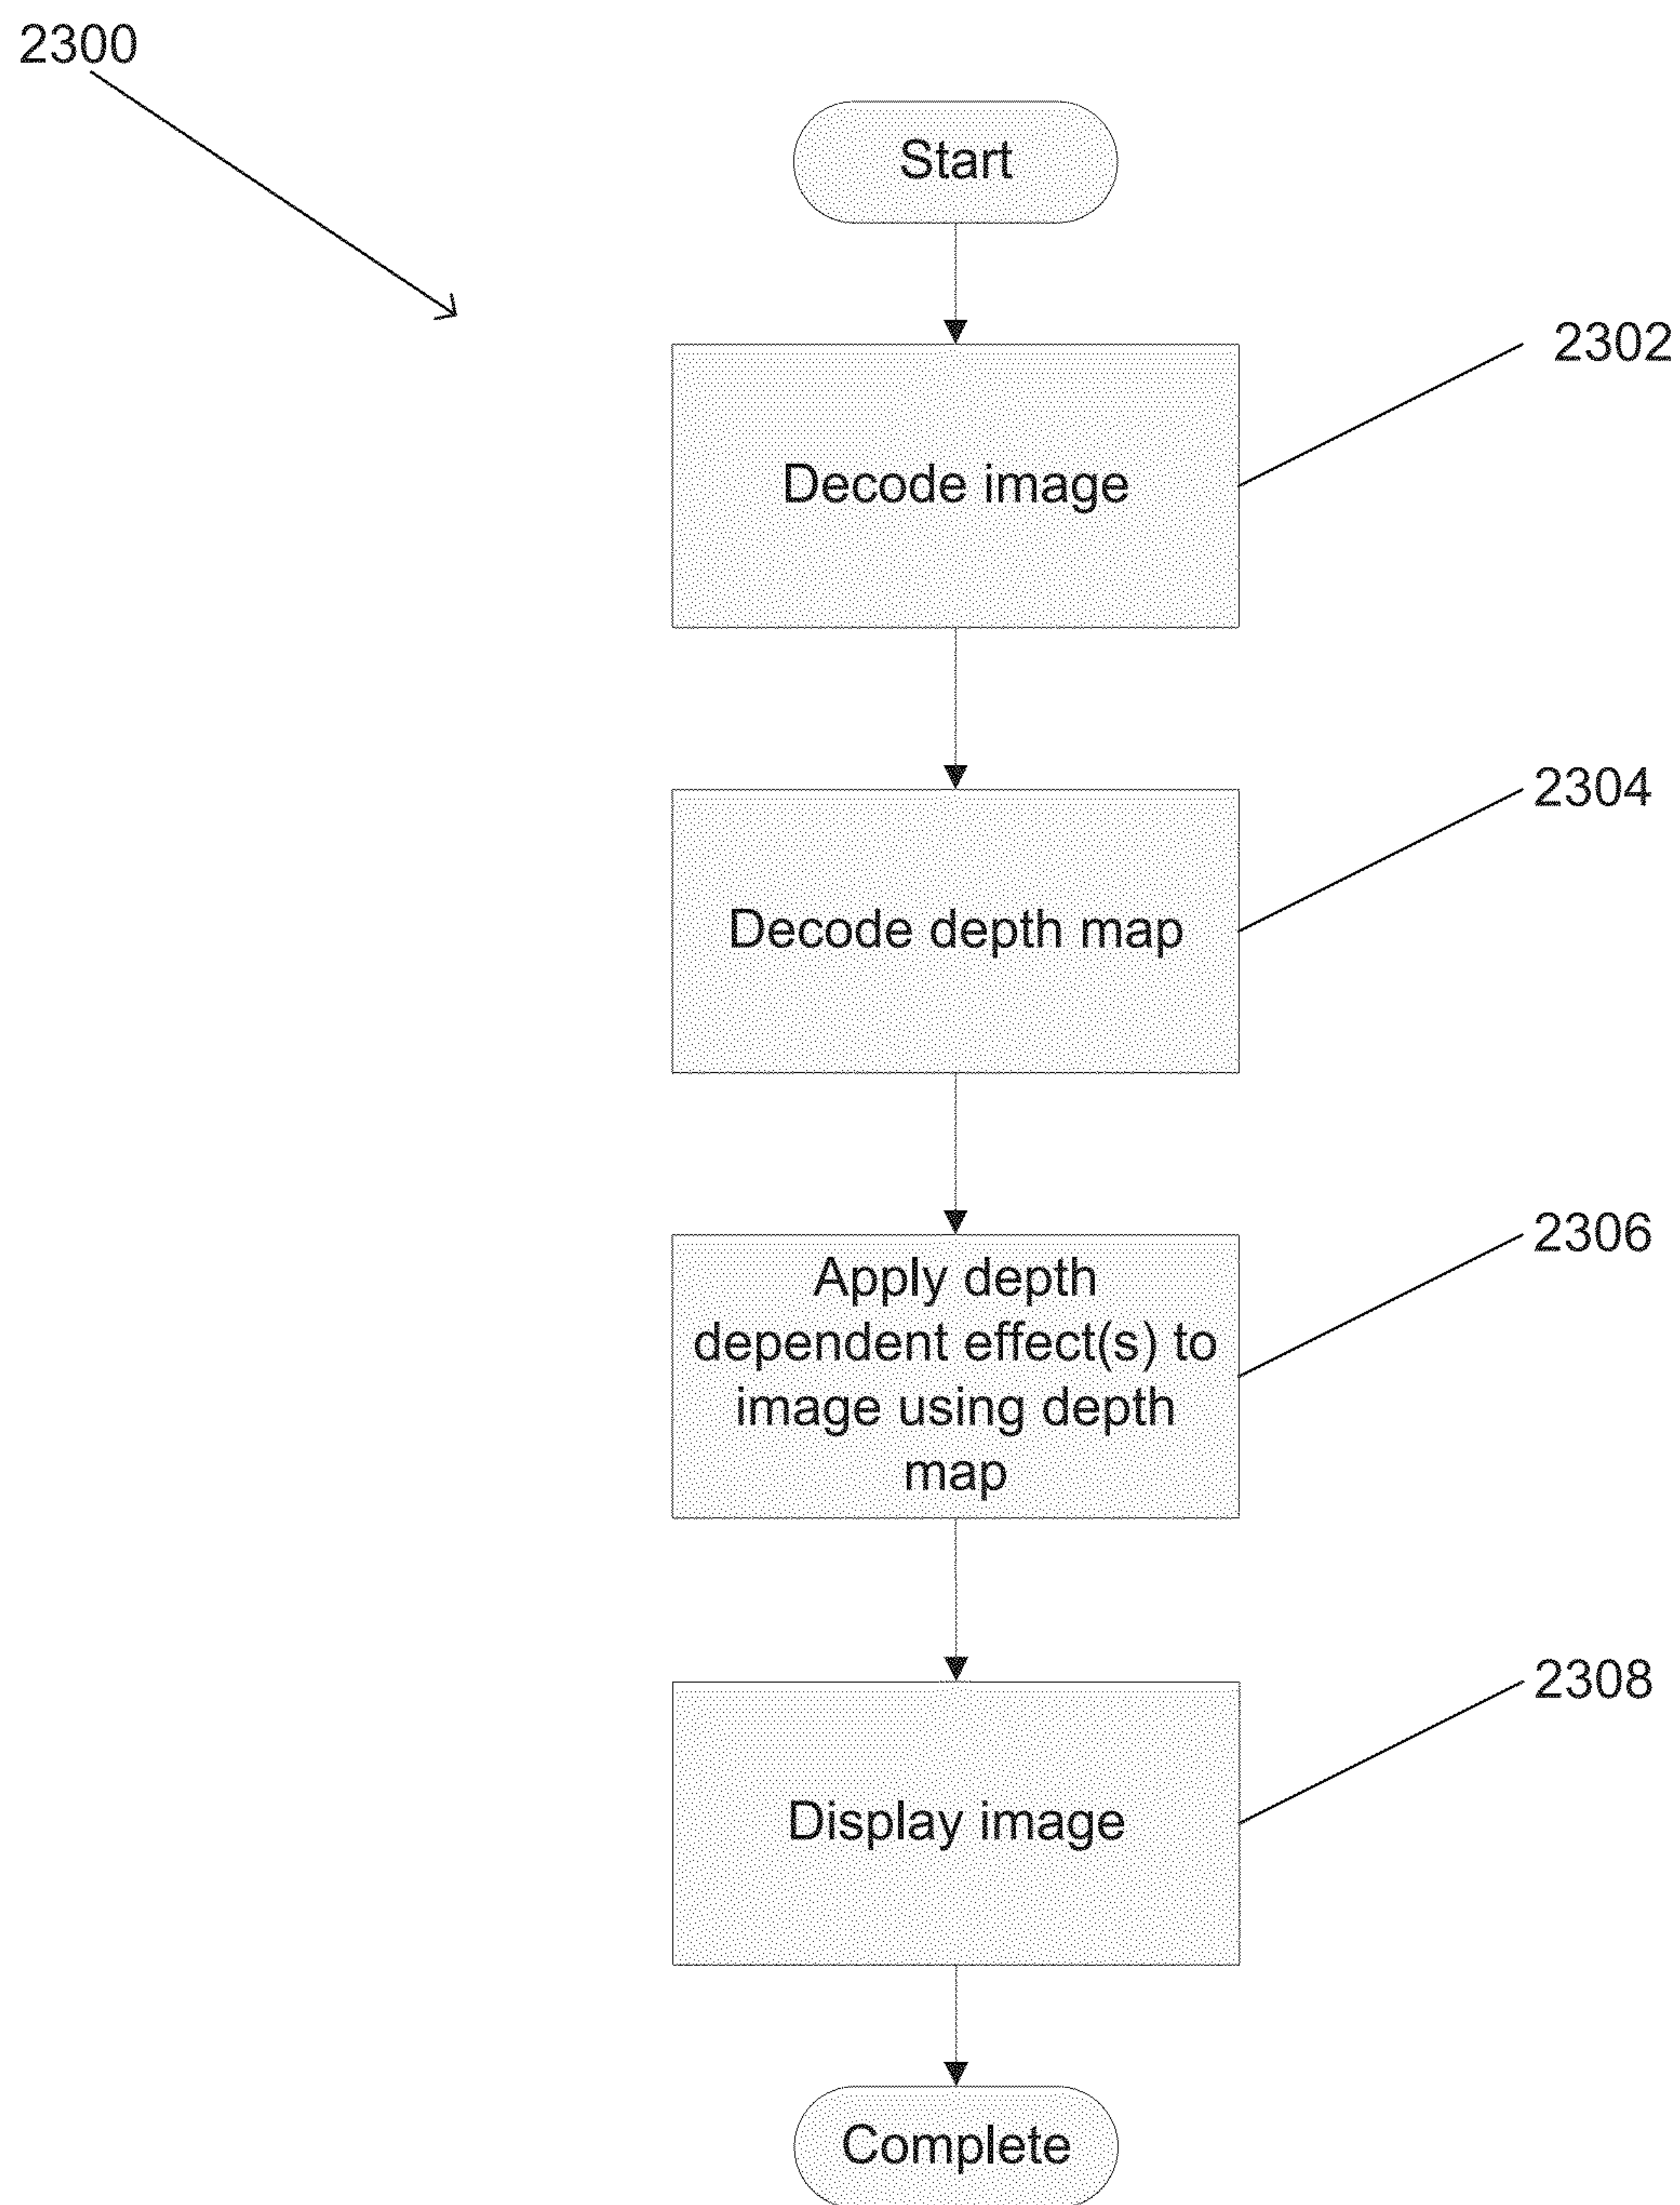 2300
Start
2302
Decode image
2304
Decode depth map
2306
Apply depth
dependent effect(s) to
image using depth
map
2308
Display image
Complete